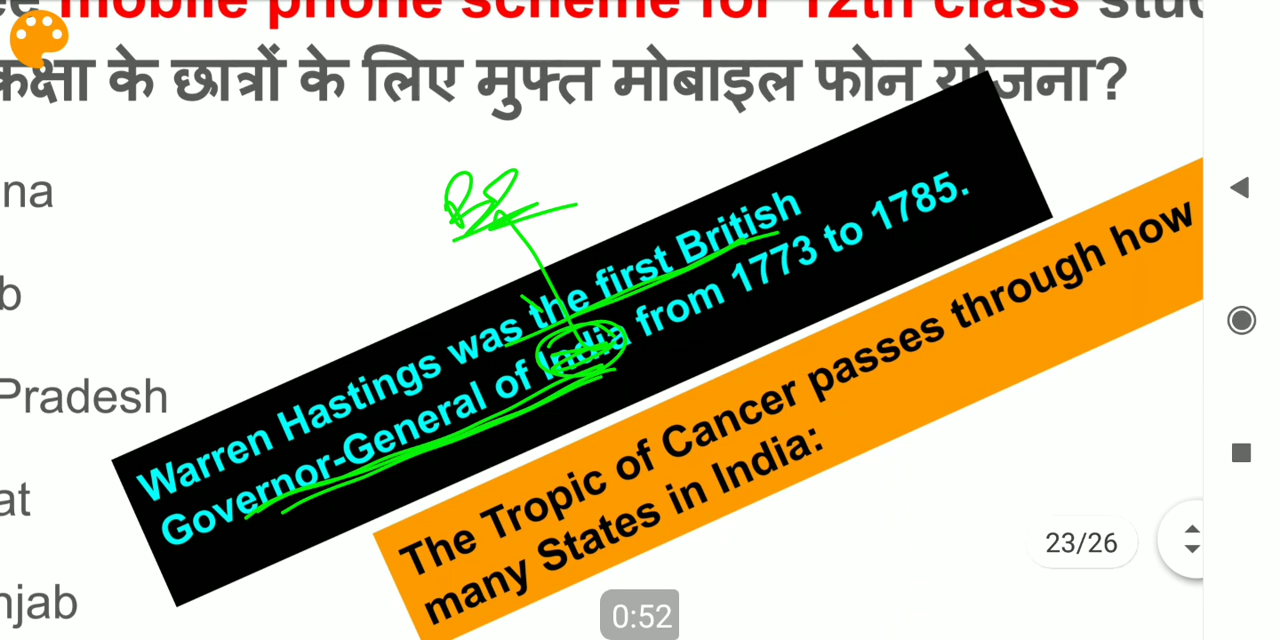 mobile phone scheme for 12th class
कक्षा के छात्रों के लिए मुफ्त मोबाइल फोन योजना?
na
b
Pradesh
at
njab
Warren Hastings was the first British
Governor-General of India from 1773 to 1785.
The Tropic of Cancer passes through how
many States in India:
23/26
0:52